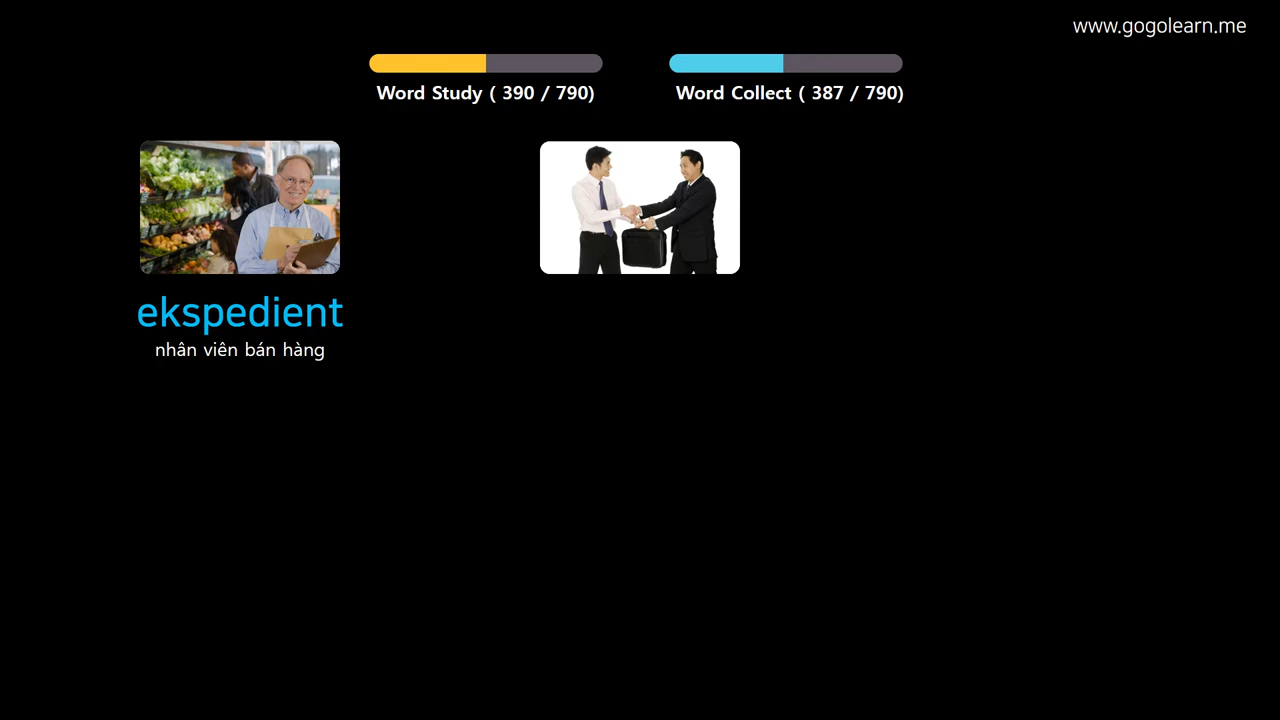 www.gogolearn.me
Word Study ( 390 / 790)
Word Collect ( 387 / 790)
ekspedient
nhân viên bán hàng